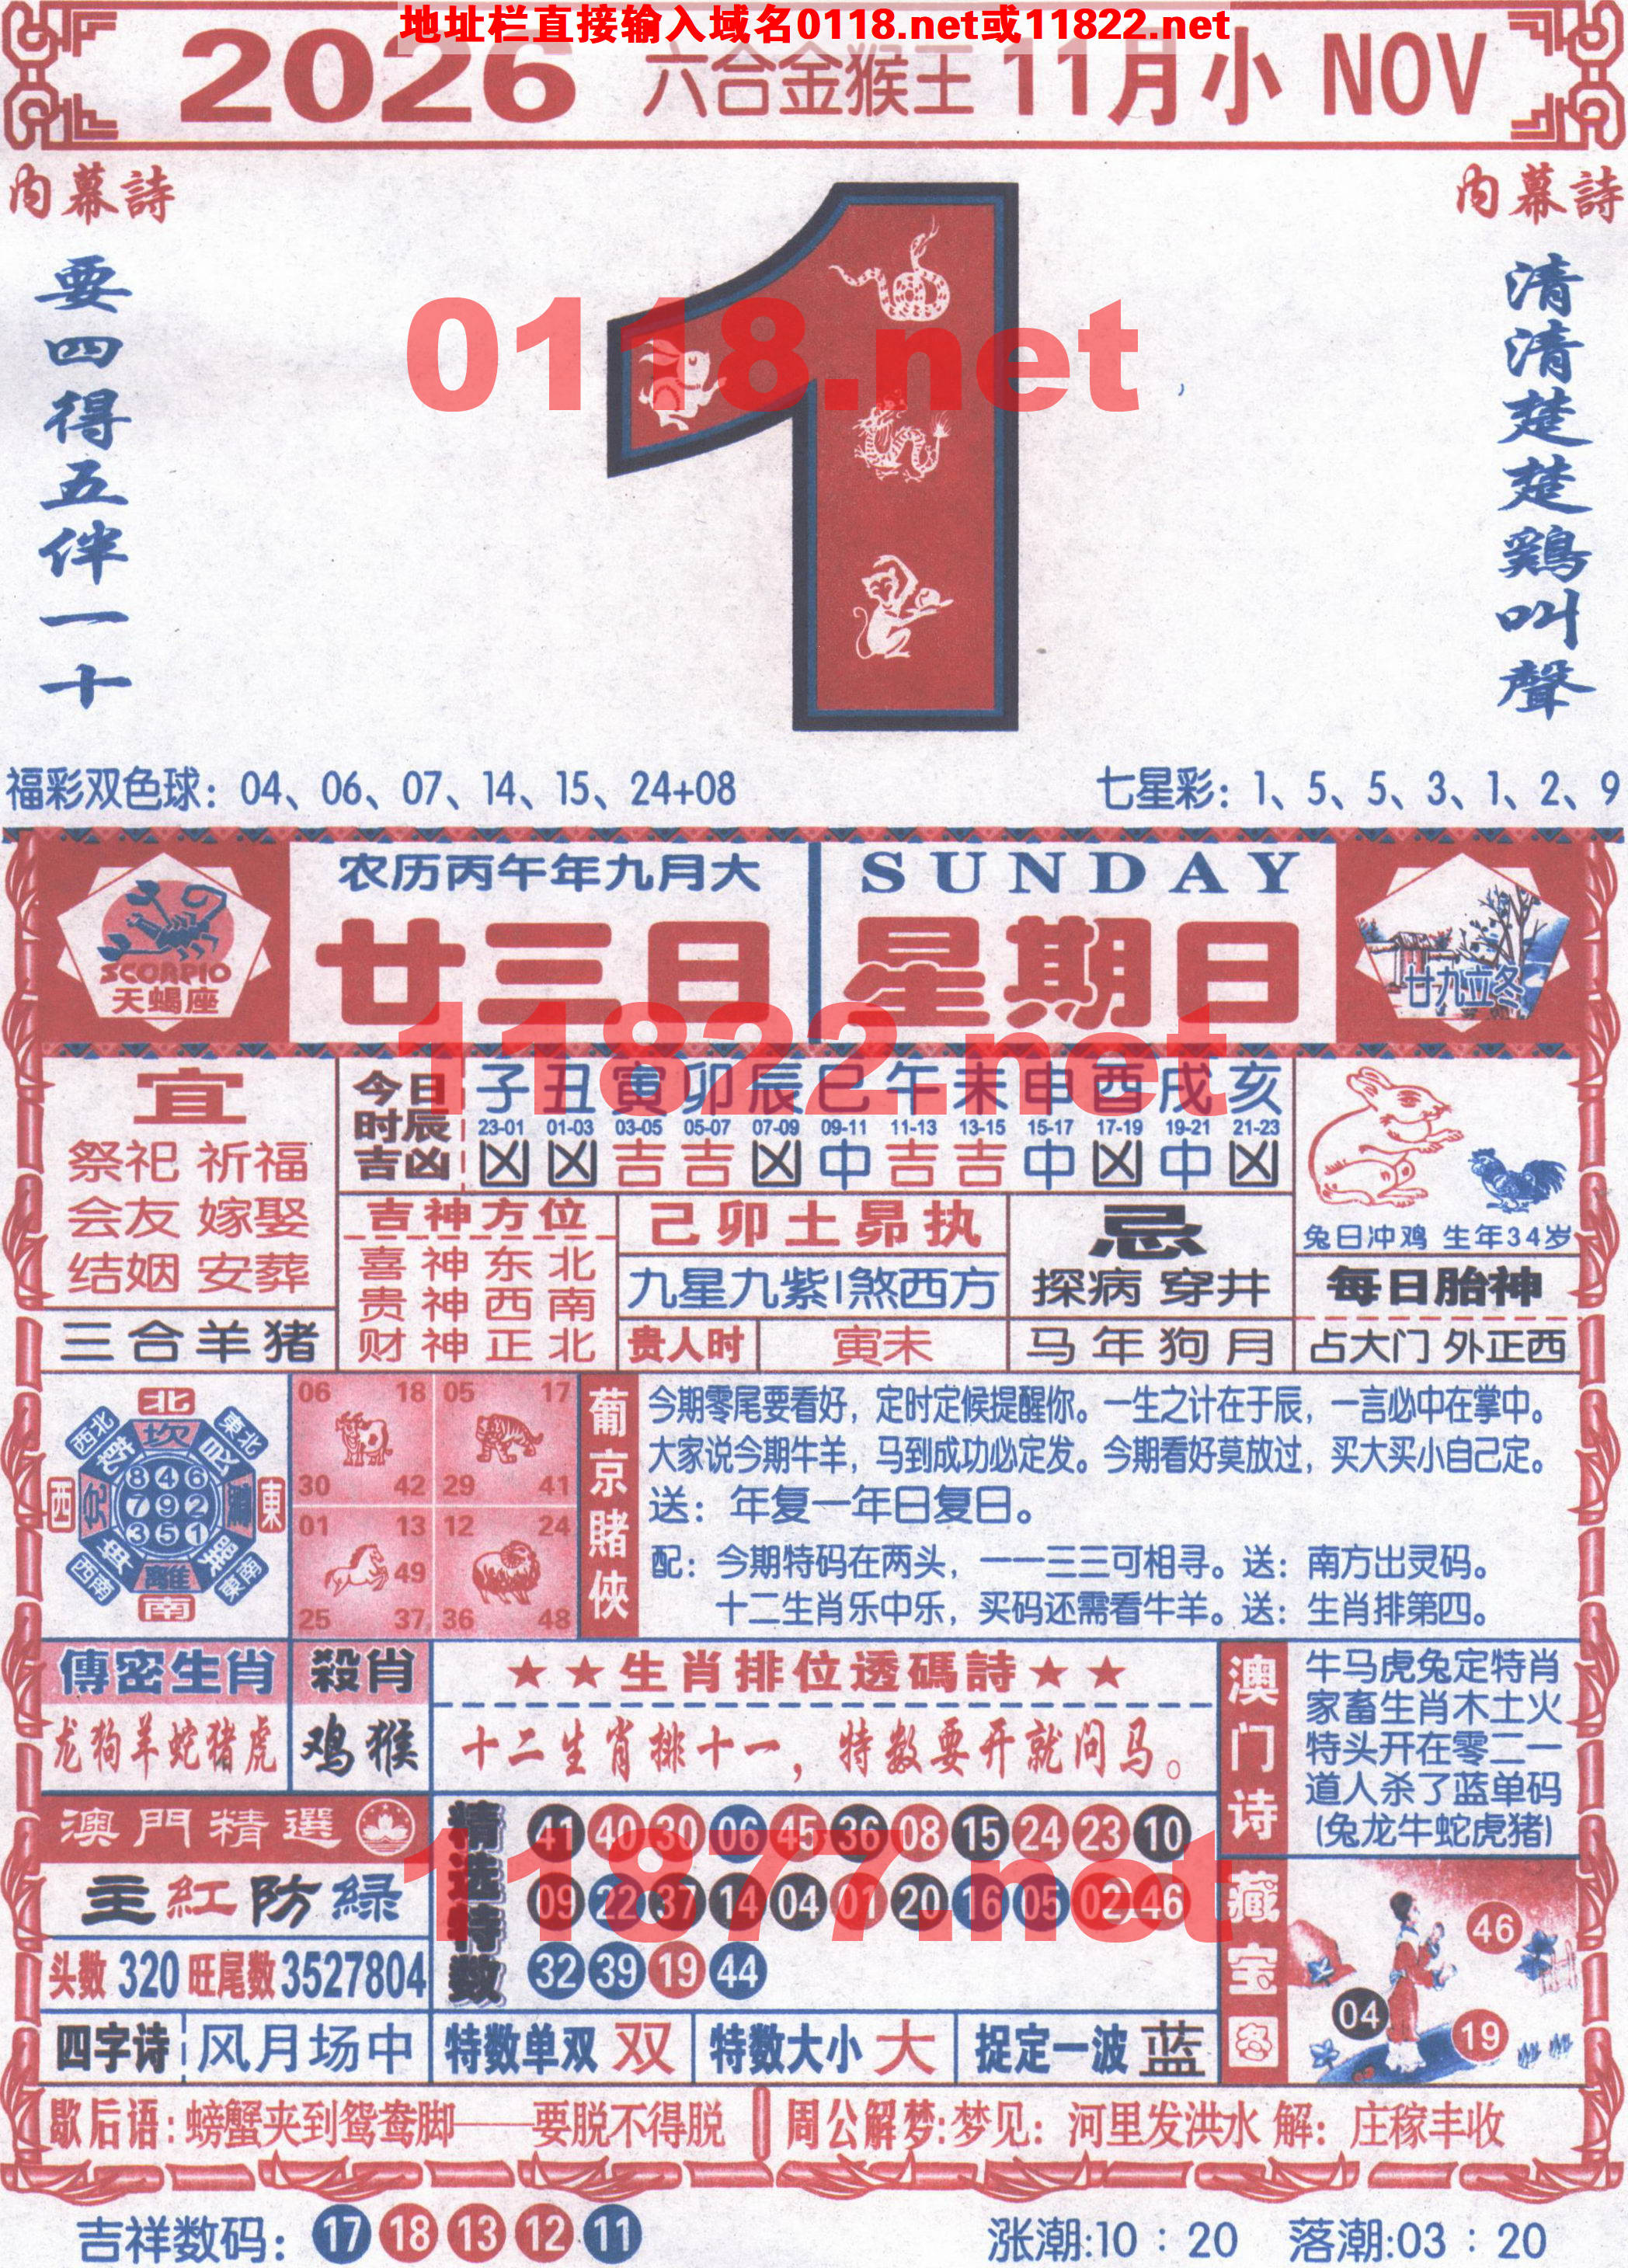 地址栏直接输入域名0118.net或11822.net
2026 六合金猴王 11月小 NOV
内幕詩
要四得五伴一十
内幕詩
清清楚楚鷄叫聲
1
0118.net
福彩双色球：04、06、07、14、15、24+08
七星彩：1、5、5、3、1、2、9
SCORPIO
天蝎座
农历丙午年九月大
廿三日
SUNDAY
星期日
廿九立冬
11822.net
宜
祭祀 祈福
会友 嫁娶
结姻 安葬
三合羊猪
今日时辰吉凶
子 丑 寅 卯 辰 巳 午 未 申 酉 戌 亥
23-01 01-03 03-05 05-07 07-09 09-11 11-13 13-15 15-17 17-19 19-21 21-23
凶 凶 吉 吉 凶 中 吉 吉 中 凶 中 凶
吉神方位
喜神东北
贵神西南
财神正北
己卯土昴执
九星九紫|煞西方
贵人时 寅未
忌
探病 穿井
马年狗月
兔日冲鸡 生年34岁
每日胎神
占大门 外正西
北
西北 坎 東北
846
西 792 東
351
西南 離 東南
南
06 18 05 17
30 42 29 41
01 13 12 24
49
25 37 36 48
葡京賭俠
今期零尾要看好，定时定候提醒你。一生之计在于辰，一言必中在掌中。
大家说今期牛羊，马到成功必定发。今期看好莫放过，买大买小自己定。
送：年复一年日复日。
配：今期特码在两头，一一三三可相寻。送：南方出灵码。
十二生肖乐中乐，买码还需看牛羊。送：生肖排第四。
傳密生肖
龙狗羊蛇猪虎
殺肖
鸡猴
★★生肖排位透碼詩★★
十二生肖排十一，特数要开就问马。
澳门诗
牛马虎兔定特肖
家畜生肖木土火
特头开在零二一
道人杀了蓝单码
(兔龙牛蛇虎猪)
澳門精選
主紅防緑
头数 320 旺尾数 3527804
精选特数
41 40 30 06 45 36 08 15 24 23 10
09 22 37 14 04 01 20 16 05 02 46
32 39 19 44
11877.net
藏宝图
46
04
19
四字诗 风月场中
特数单双 双
特数大小 大
捉定一波 蓝
歇后语：螃蟹夹到鸳鸯脚——要脱不得脱
周公解梦：梦见：河里发洪水 解：庄稼丰收
吉祥数码：17 18 13 12 11
涨潮:10：20 落潮:03：20